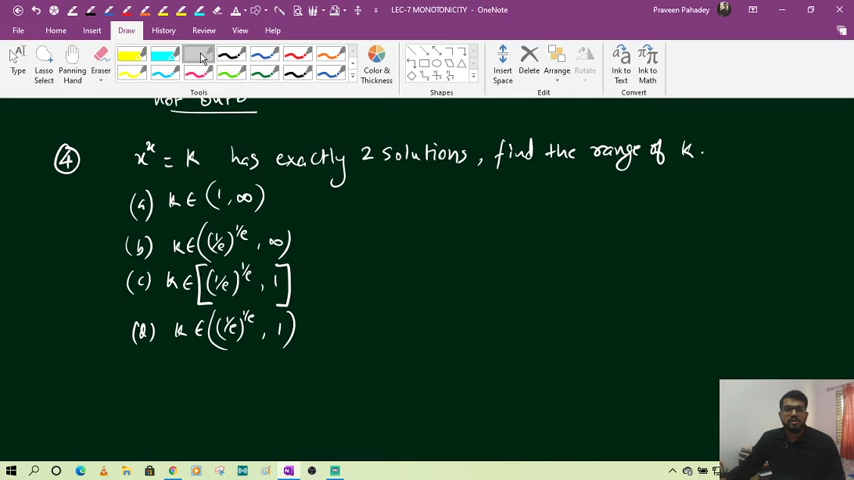 LEC-7 MONOTONICITY - OneNote
Praveen Pahadey
File Home Insert Draw History Review View Help
Type
Lasso Select
Panning Hand
Eraser
Color & Thickness
Insert Space
Delete
Arrange
Rotate
Ink to Text
Ink to Math
Tools
Shapes
Edit
Convert
not sure
④ x^x = K has exactly 2 solutions, find the range of K.
(a) K ∈ (1, ∞)
(b) K ∈ ((1/e)^1/e, ∞)
(c) K ∈ [(1/e)^1/e, 1]
(d) K ∈ ((1/e)^1/e, 1)